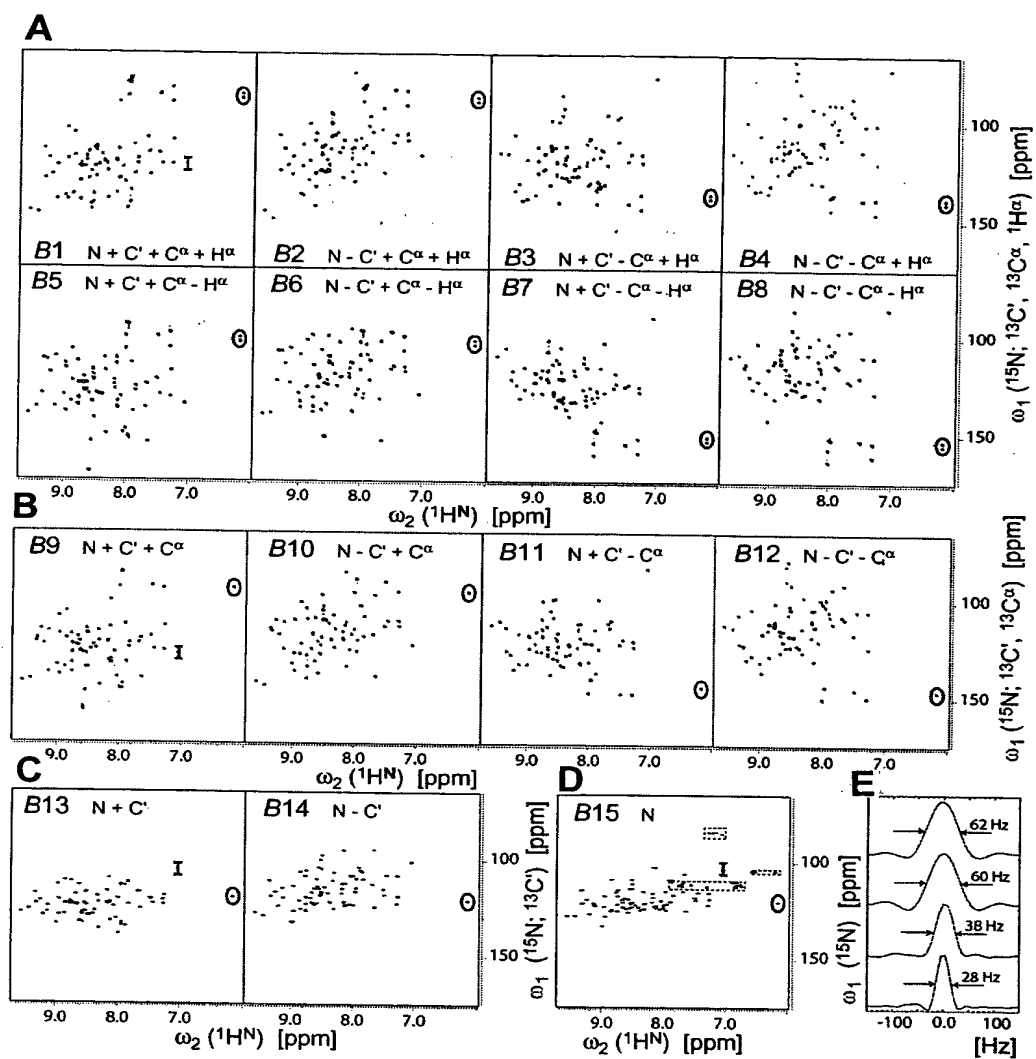 A
B1 N + C' + Cα + Hα
B2 N - C' + Cα + Hα
B3 N + C' - Cα + Hα
B4 N - C' - Cα + Hα
B5 N + C' + Cα - Hα
B6 N - C' + Cα - Hα
B7 N + C' - Cα - Hα
B8 N - C' - Cα - Hα
100
150
100
150
ω1 (15N; 13C', 13Cα, 1Hα) [ppm]
9.0 8.0 7.0 9.0 8.0 7.0 9.0 8.0 7.0 9.0 8.0 7.0
ω2 (1HN) [ppm]
B
B9 N + C' + Cα
B10 N - C' + Cα
B11 N + C' - Cα
B12 N - C' - Cα
100
150
ω1 (15N; 13C', 13Cα) [ppm]
9.0 8.0 7.0 9.0 8.0 7.0 9.0 8.0 7.0 9.0 8.0 7.0
ω2 (1HN) [ppm]
C
B13 N + C'
B14 N - C'
100
150
ω1 (15N; 13C') [ppm]
9.0 8.0 7.0 9.0 8.0 7.0
ω2 (1HN) [ppm]
D
B15 N
100
150
ω1 (15N) [ppm]
9.0 8.0 7.0
ω2 (1HN) [ppm]
E
62 Hz
60 Hz
38 Hz
28 Hz
-100 0.0 100
[Hz]